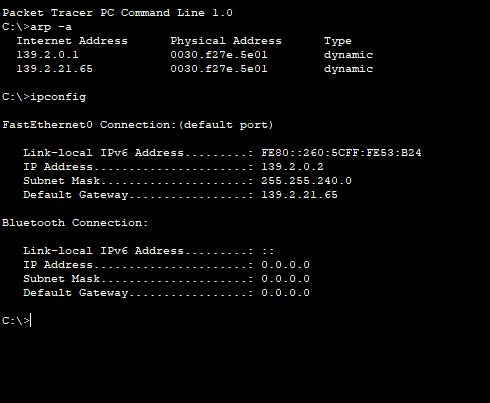 Packet Tracer PC Command Line 1.0
C:\>arp -a
Internet Address Physical Address Type
139.2.0.1 0030.f27e.5e01 dynamic
139.2.21.65 0030.f27e.5e01 dynamic
C:\>ipconfig
FastEthernet0 Connection:(default port)
Link-local IPv6 Address.........: FE80::260:5CFF:FE53:B24
IP Address......................: 139.2.0.2
Subnet Mask.....................: 255.255.240.0
Default Gateway.................: 139.2.21.65
Bluetooth Connection:
Link-local IPv6 Address.........: ::
IP Address......................: 0.0.0.0
Subnet Mask.....................: 0.0.0.0
Default Gateway.................: 0.0.0.0
C:\>